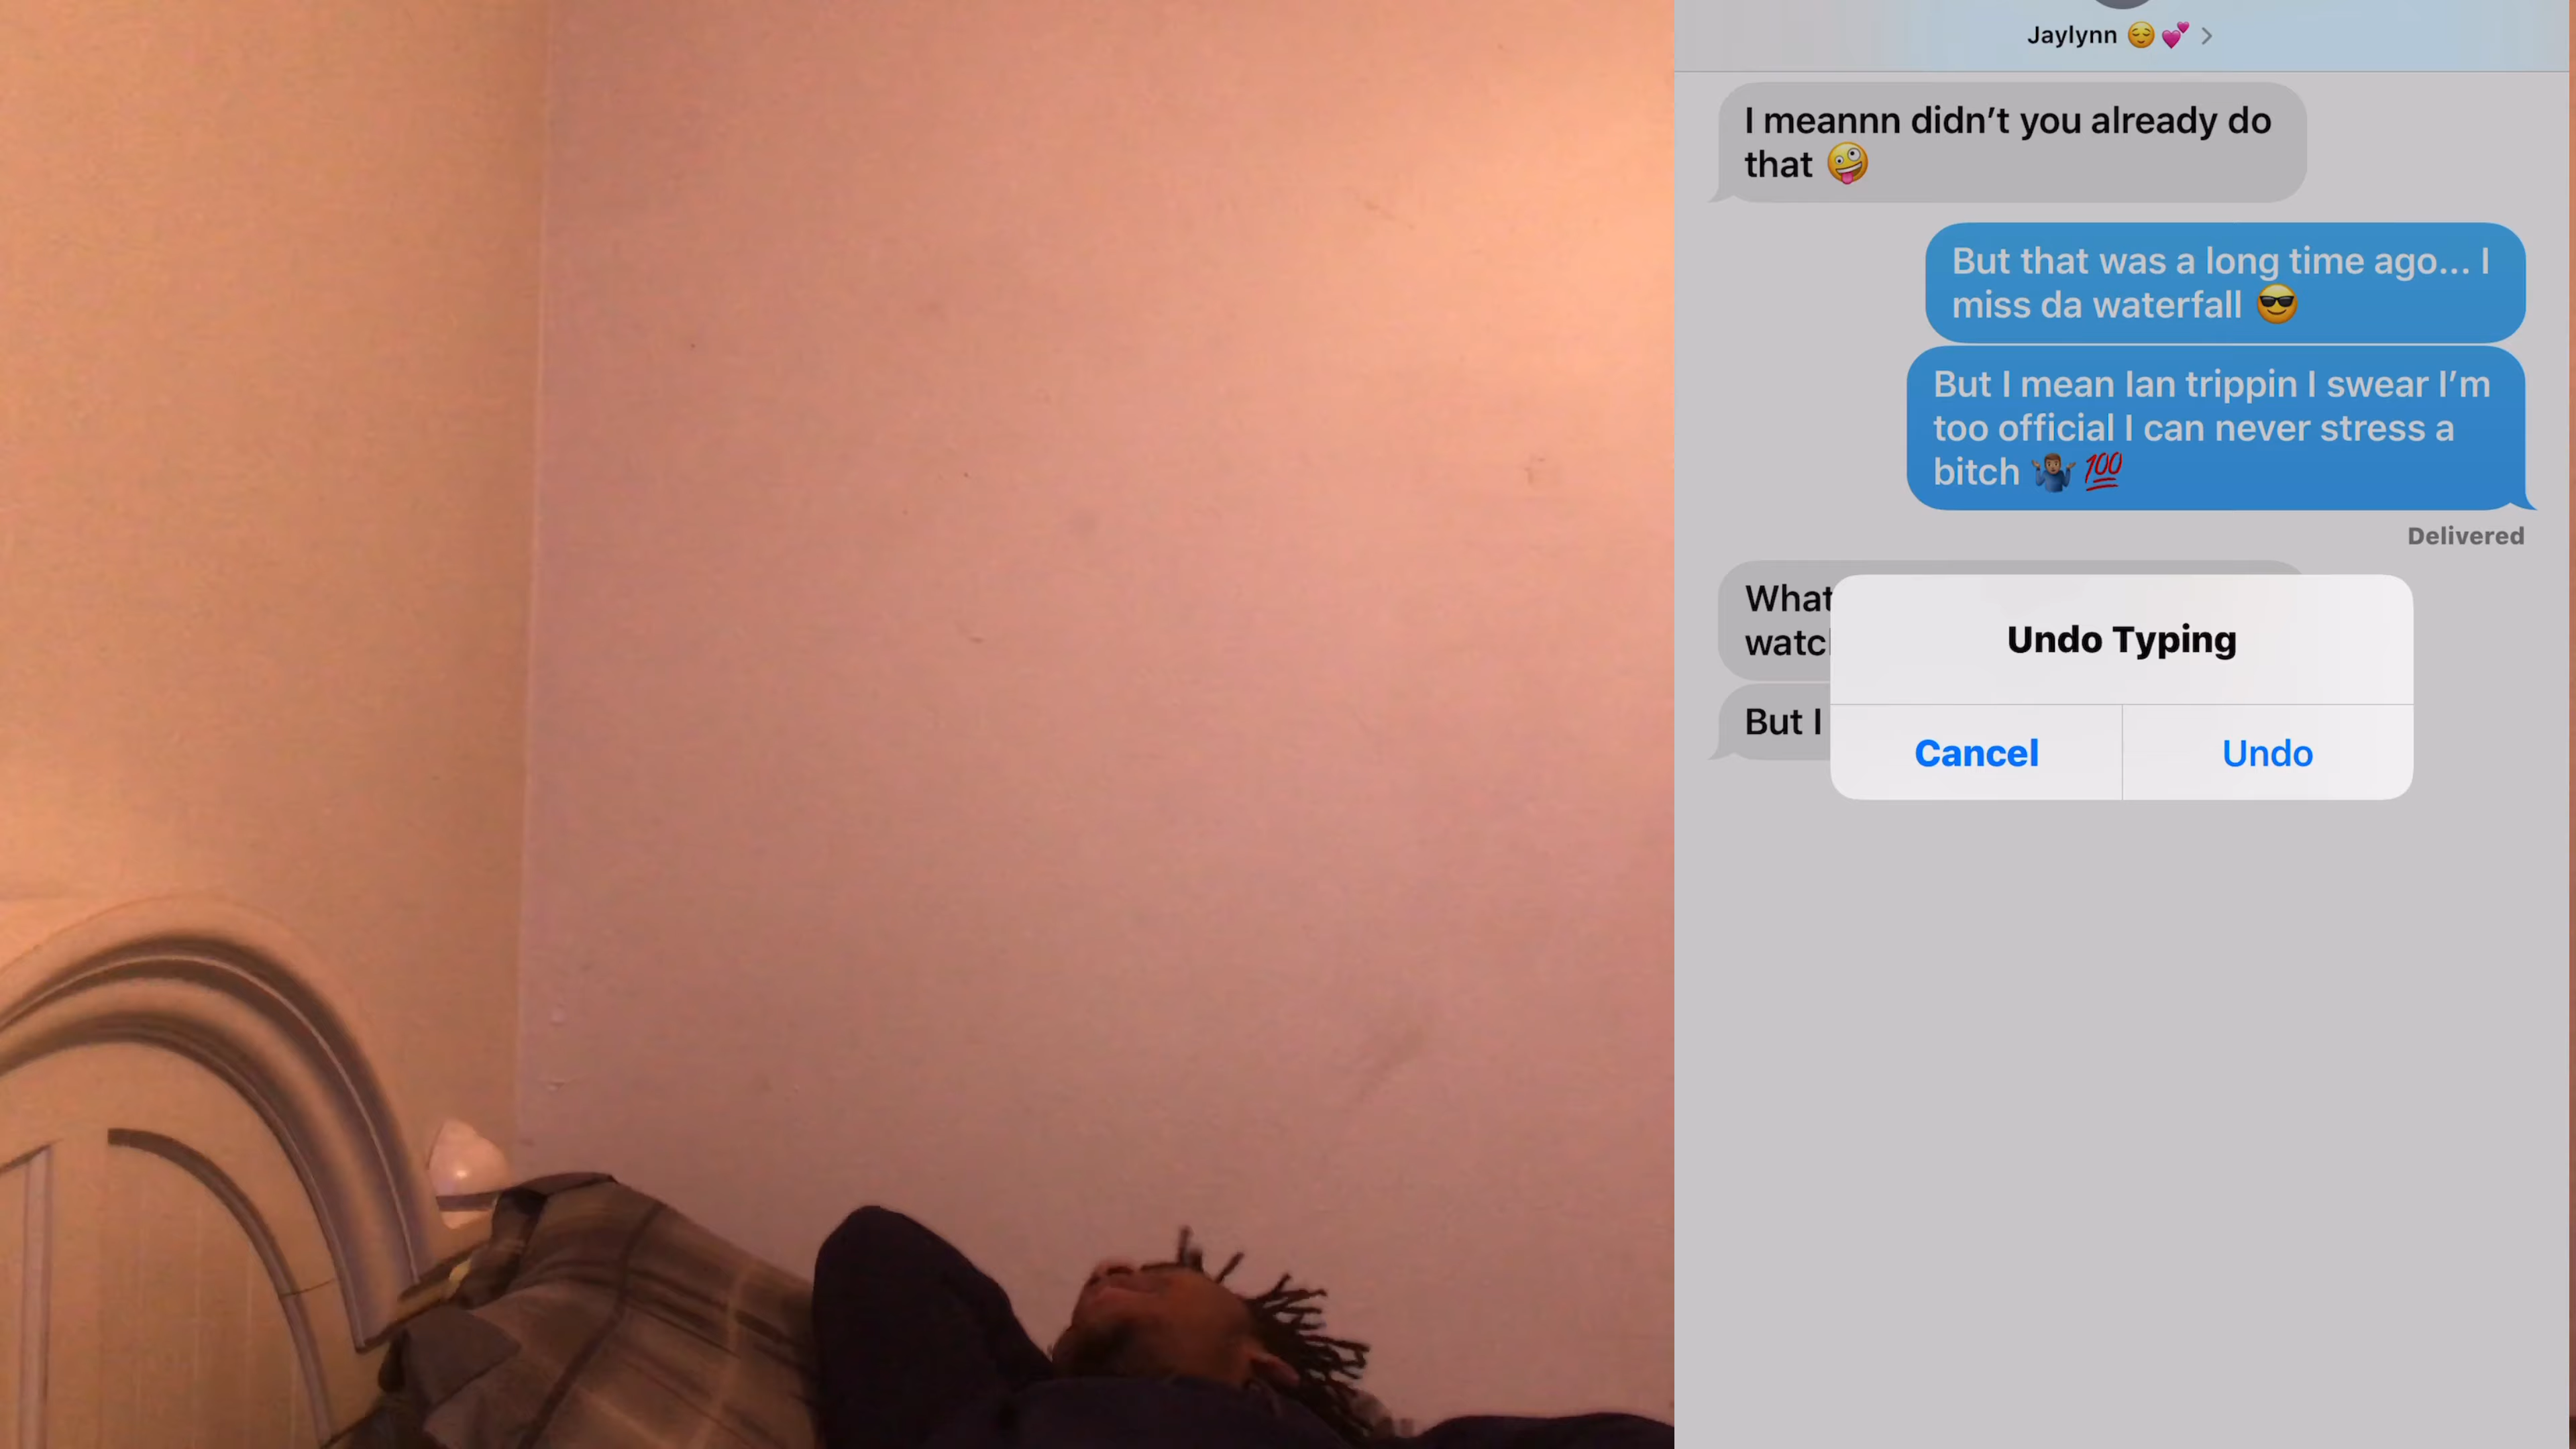 Jaylynn 😌 💕 >
I meannn didn't you already do
that 🤪
But that was a long time ago... I
miss da waterfall 😎
But I mean Ian trippin I swear I'm
too official I can never stress a
bitch 🤷🏽‍♂️ 💯
Delivered
What
But I
Undo Typing
Cancel
Undo